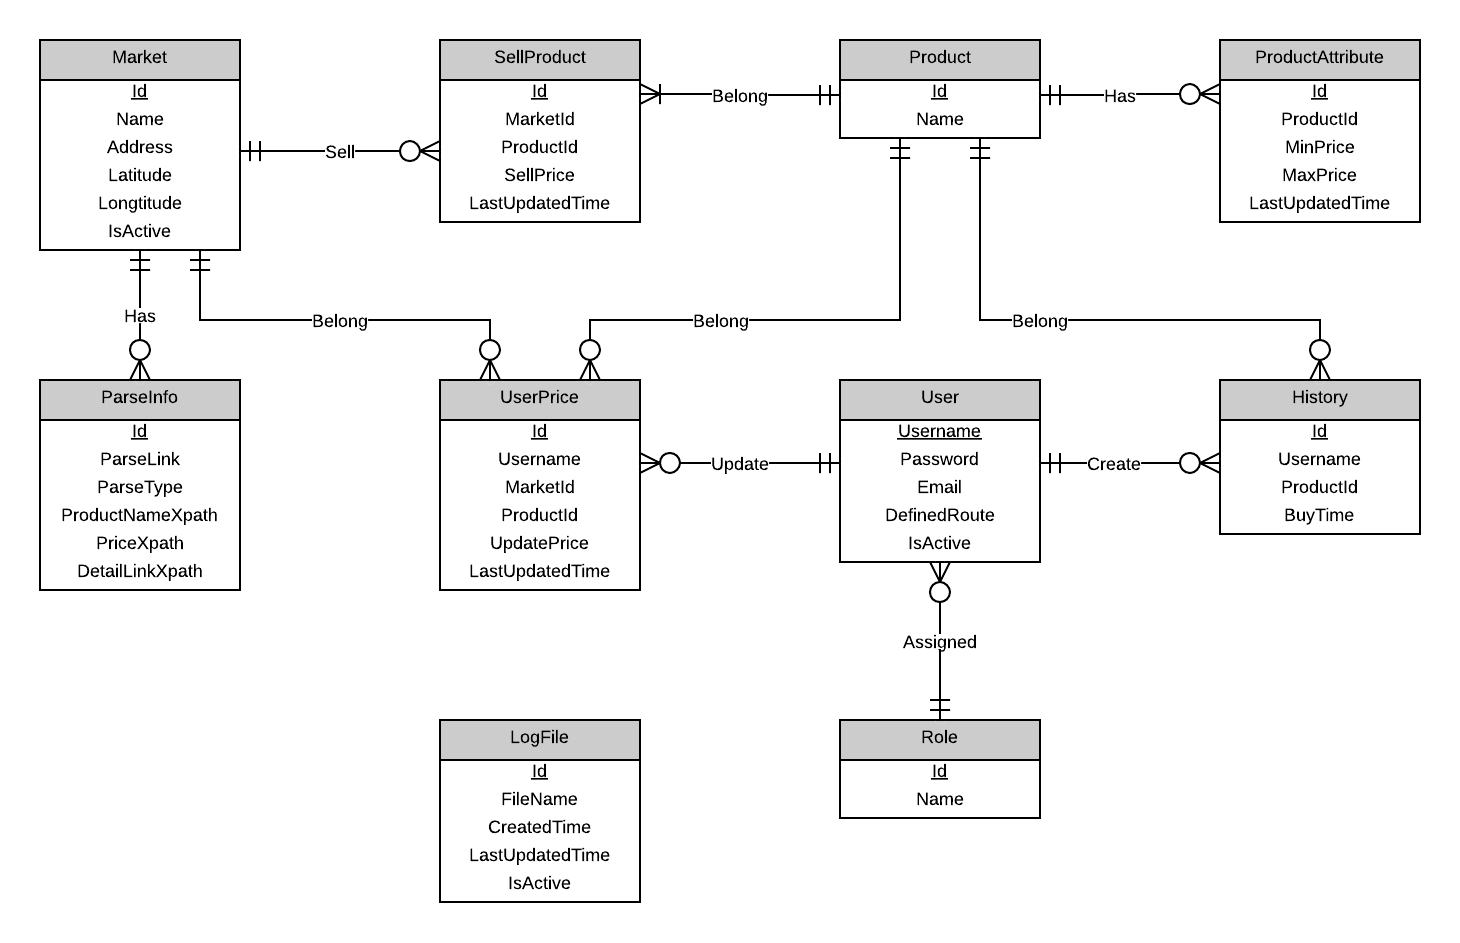 Market
Id
Name
Address
Latitude
Longtitude
IsActive
Sell
SellProduct
Id
MarketId
ProductId
SellPrice
LastUpdatedTime
Belong
Product
Id
Name
Has
ProductAttribute
Id
ProductId
MinPrice
MaxPrice
LastUpdatedTime
Has
Belong
Belong
Belong
ParseInfo
Id
ParseLink
ParseType
ProductNameXpath
PriceXpath
DetailLinkXpath
UserPrice
Id
Username
MarketId
ProductId
UpdatePrice
LastUpdatedTime
Update
User
Username
Password
Email
DefinedRoute
IsActive
Create
History
Id
Username
ProductId
BuyTime
Assigned
LogFile
Id
FileName
CreatedTime
LastUpdatedTime
IsActive
Role
Id
Name